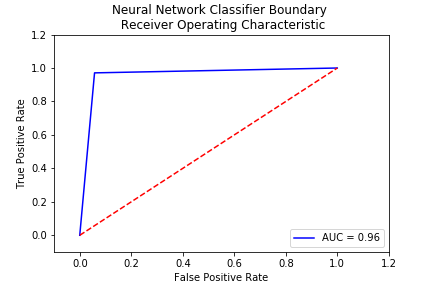 Neural Network Classifier Boundary
Receiver Operating Characteristic
1.2
1.0
0.8
0.6
0.4
0.2
0.0
True Positive Rate
AUC = 0.96
0.0 0.2 0.4 0.6 0.8 1.0 1.2
False Positive Rate